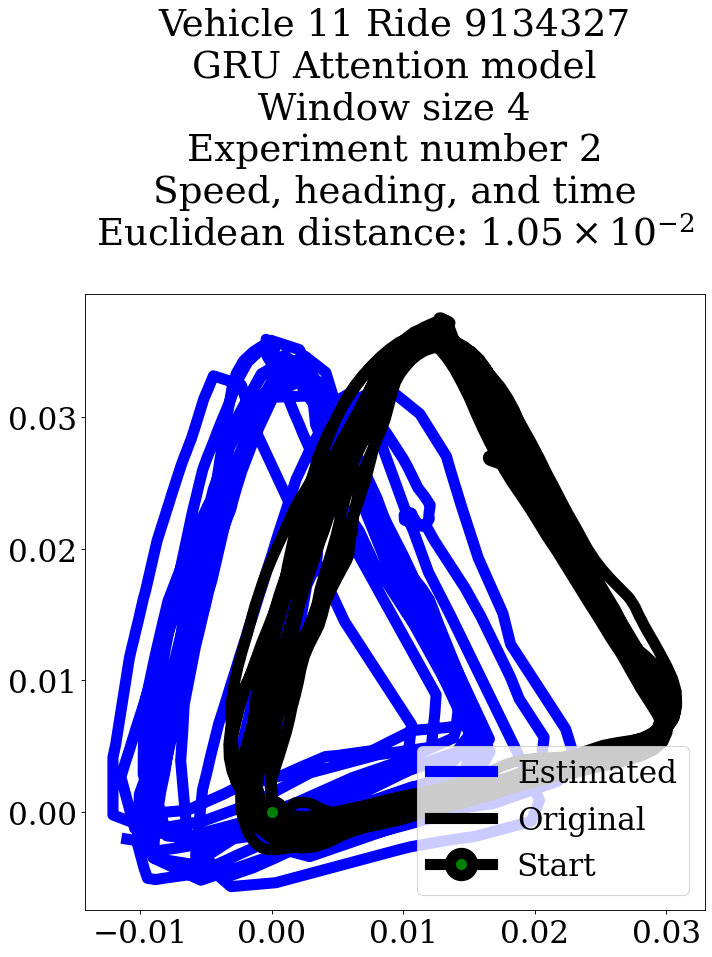 Vehicle 11 Ride 9134327
GRU Attention model
Window size 4
Experiment number 2
Speed, heading, and time
Euclidean distance: 1.05 × 10⁻²
0.03
0.02
0.01
0.00
Estimated
Original
Start
−0.01 0.00 0.01 0.02 0.03